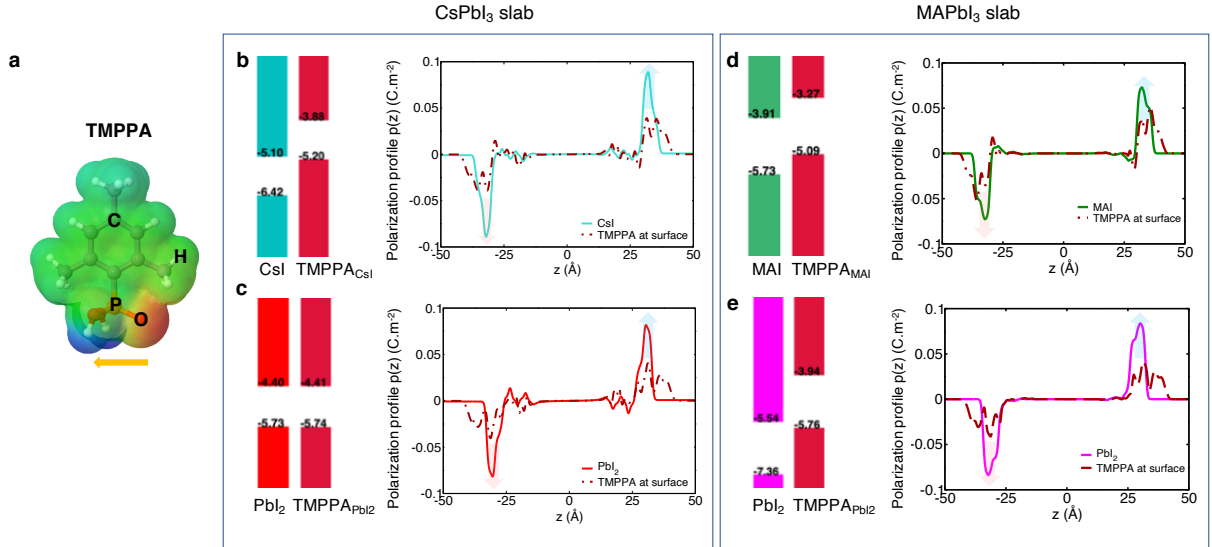 CsPbI₃ slab
MAPbI₃ slab
a
TMPPA
C
H
P
O
b
-3.88
-5.10
-5.20
-6.42
CsI TMPPA_CsI
Polarization profile p(z) (C.m⁻²)
0.1
0.05
0
-0.05
-0.1
CsI
TMPPA at surface
-50 -25 0 25 50
z (Å)
c
-4.40 -4.41
-5.73 -5.74
PbI₂ TMPPA_PbI2
Polarization profile p(z) (C.m⁻²)
0.1
0.05
0
-0.05
-0.1
PbI₂
TMPPA at surface
-50 -25 0 25 50
z (Å)
d
-3.27
-3.91
-5.09
-5.73
MAI TMPPA_MAI
Polarization profile p(z) (C.m⁻²)
0.1
0.05
0
-0.05
-0.1
MAI
TMPPA at surface
-50 -25 0 25 50
z (Å)
e
-3.94
-5.54
-5.76
-7.36
PbI₂ TMPPA_PbI2
Polarization profile p(z) (C.m⁻²)
0.1
0.05
0
-0.05
-0.1
PbI₂
TMPPA at surface
-50 -25 0 25 50
z (Å)